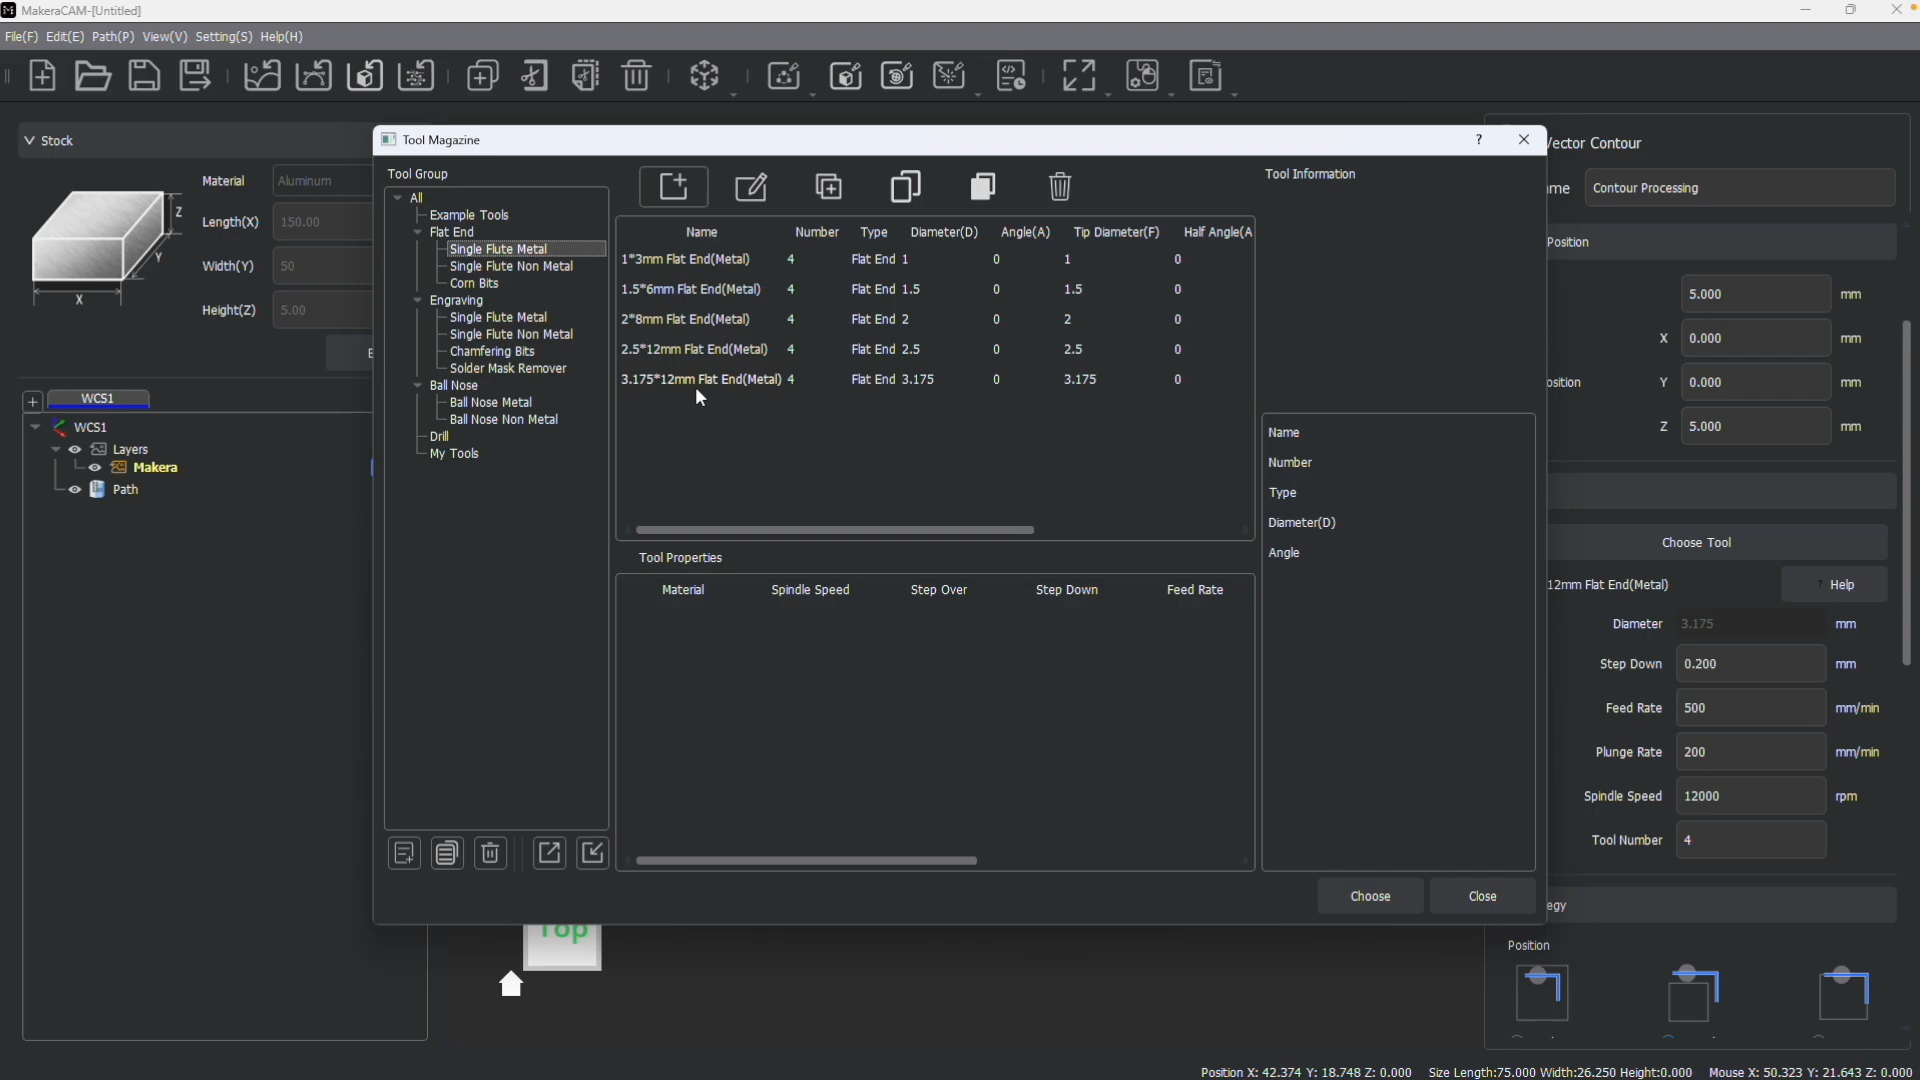 MakeraCAM-[Untitled]
File(F) Edit(E) Path(P) View(V) Setting(S) Help(H)
Stock
Material Aluminum
Length(X) 150.00
Width(Y) 50
Height(Z) 5.00
Z
Y
X
WCS1
WCS1
Layers
Makera
Path
Tool Magazine
?
Tool Group
All
Example Tools
Flat End
Single Flute Metal
Single Flute Non Metal
Corn Bits
Engraving
Single Flute Metal
Single Flute Non Metal
Chamfering Bits
Solder Mask Remover
Ball Nose
Ball Nose Metal
Ball Nose Non Metal
Drill
My Tools
Name Number Type Diameter(D) Angle(A) Tip Diameter(F) Half Angle(A
1*3mm Flat End(Metal) 4 Flat End 1 0 1 0
1.5*6mm Flat End(Metal) 4 Flat End 1.5 0 1.5 0
2*8mm Flat End(Metal) 4 Flat End 2 0 2 0
2.5*12mm Flat End(Metal) 4 Flat End 2.5 0 2.5 0
3.175*12mm Flat End(Metal) 4 Flat End 3.175 0 3.175 0
Tool Properties
Material Spindle Speed Step Over Step Down Feed Rate
Tool Information
Name
Number
Type
Diameter(D)
Angle
Choose Close
Vector Contour
me Contour Processing
Position
5.000 mm
X 0.000 mm
osition Y 0.000 mm
Z 5.000 mm
Choose Tool
12mm Flat End(Metal) ? Help
Diameter 3.175 mm
Step Down 0.200 mm
Feed Rate 500 mm/min
Plunge Rate 200 mm/min
Spindle Speed 12000 rpm
Tool Number 4
egy
Position
Top
Position X: 42.374 Y: 18.748 Z: 0.000 Size Length:75.000 Width:26.250 Height:0.000 Mouse X: 50.323 Y: 21.643 Z: 0.000